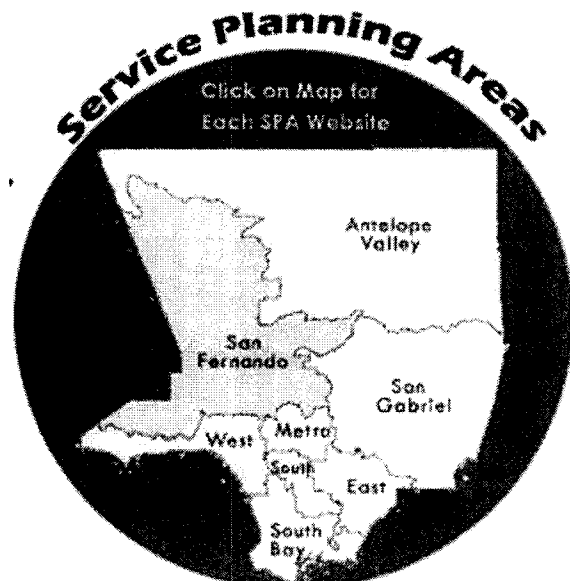 Service Planning Areas
Click on Map for
Each SPA Website
Antelope
Valley
San
Fernando
San
Gabriel
West
Metro
South
East
South
Bay